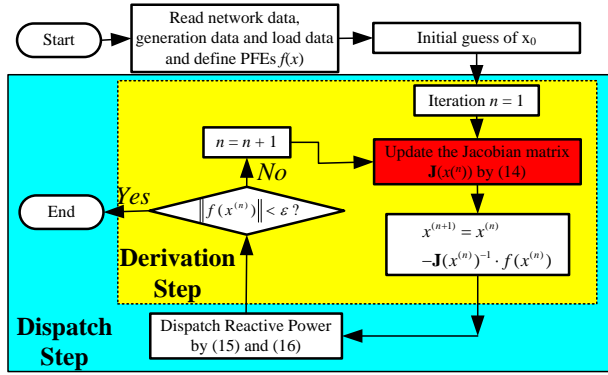 Start
Read network data,
generation data and load data
and define PFEs f(x)
Initial guess of x₀
Iteration n = 1
n = n + 1
Update the Jacobian matrix
J(x⁽ⁿ⁾) by (14)
No
Yes
End
‖f(x⁽ⁿ⁾)‖ < ε ?
x⁽ⁿ⁺¹⁾ = x⁽ⁿ⁾
−J(x⁽ⁿ⁾)⁻¹ · f(x⁽ⁿ⁾)
Derivation
Step
Dispatch
Step
Dispatch Reactive Power
by (15) and (16)